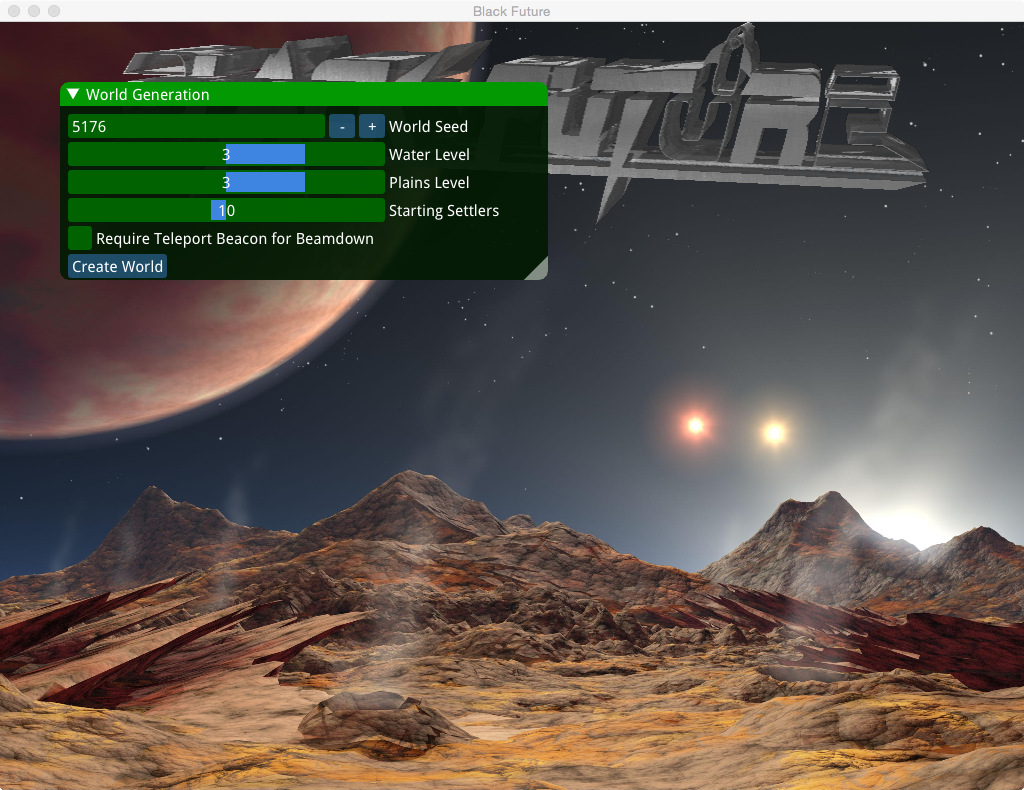 Black Future
World Generation
5176 - + World Seed
3 Water Level
3 Plains Level
10 Starting Settlers
Require Teleport Beacon for Beamdown
Create World